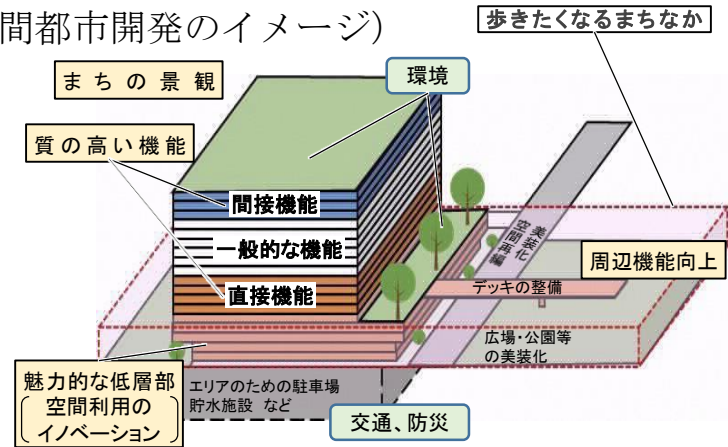 間都市開発のイメージ)
歩きたくなるまちなか
まちの景観
環境
質の高い機能
間接機能
一般的な機能
直接機能
美装化
空間再編
周辺機能向上
デッキの整備
広場・公園等
の美装化
魅力的な低層部
空間利用の
イノベーション
エリアのための駐車場
貯水施設 など
交通、防災